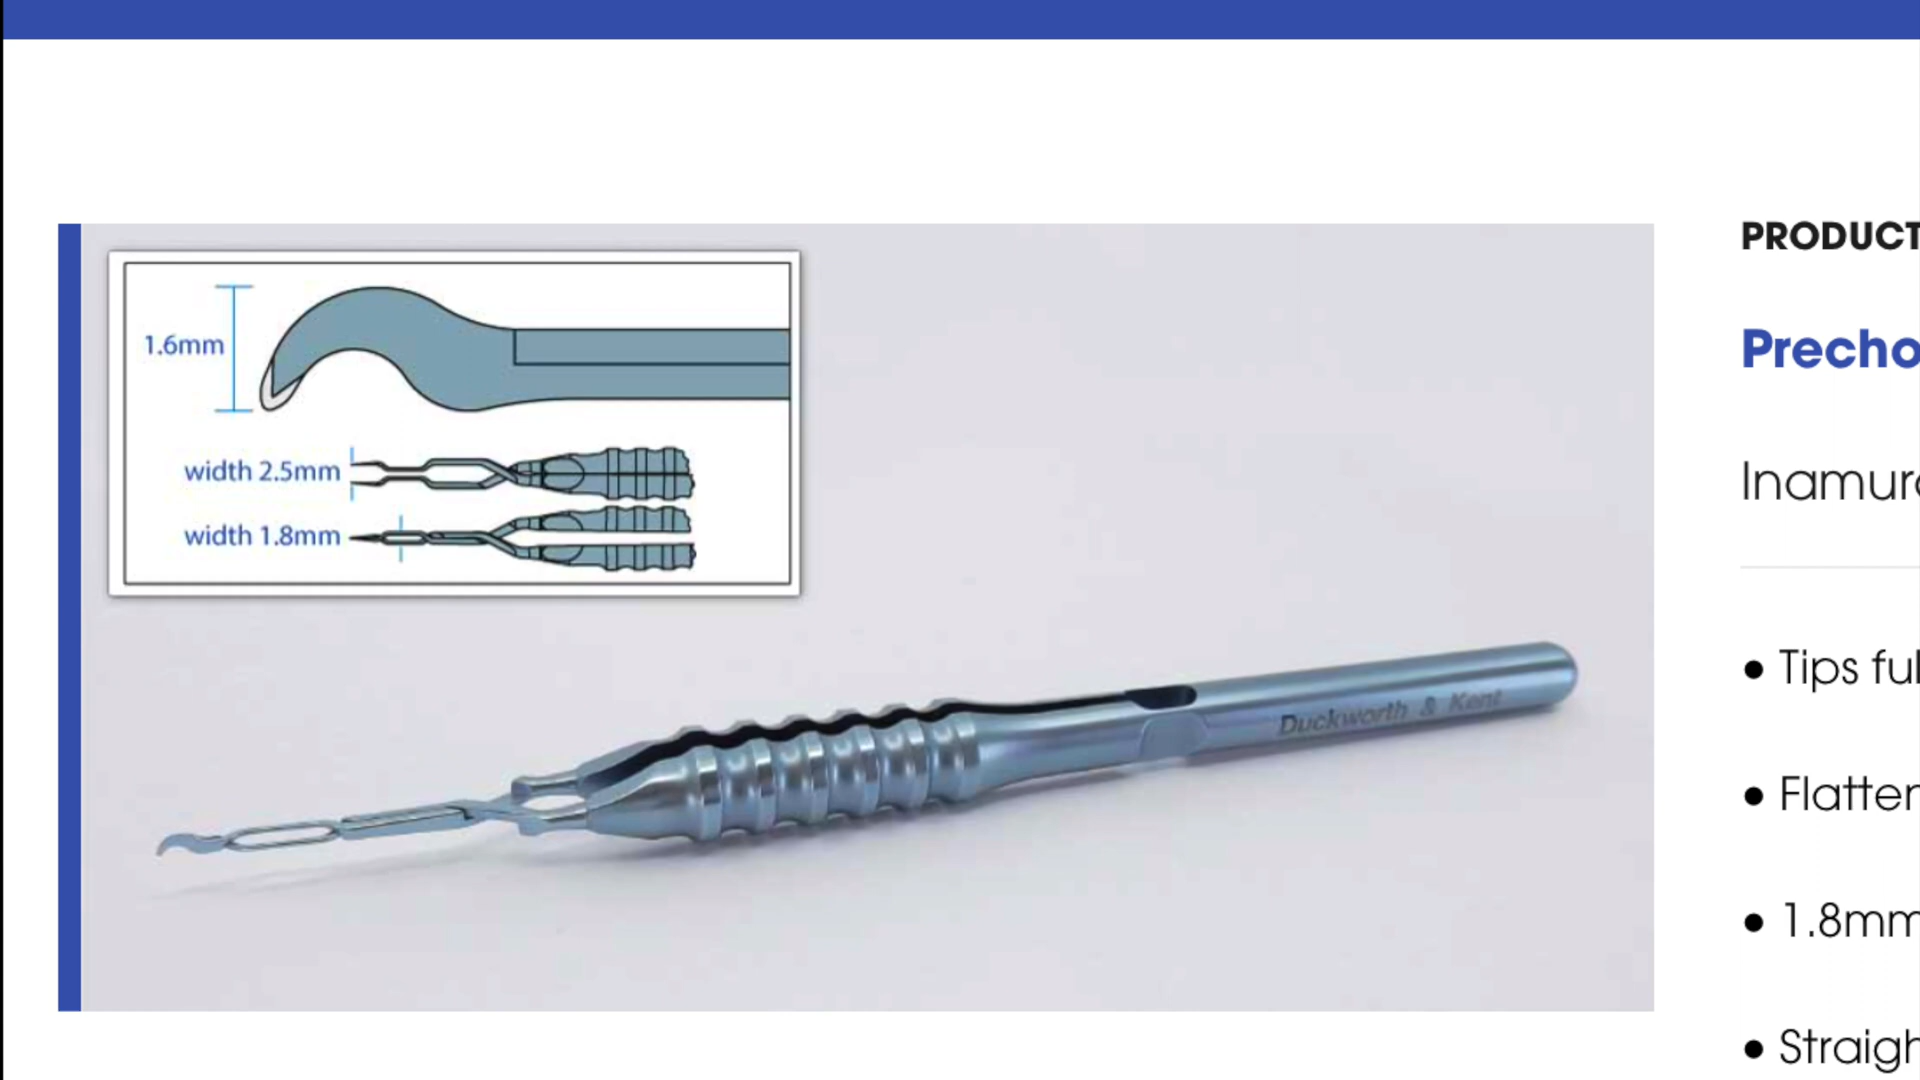 1.6mm
width 2.5mm
width 1.8mm
Duckworth & Kent
PRODUCT
Precho
Inamur
• Tips ful
• Flatter
• 1.8mm
• Straigh